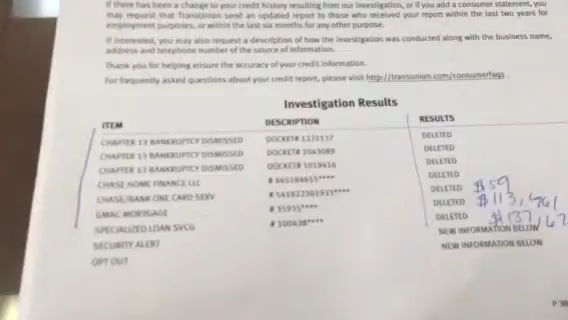 If there has been a change to your credit history resulting from our investigation, or if you add a consumer statement, you
may request that TransUnion send an updated report to those who received your report within the last two years for
employment purposes, or within the last six months for any other purpose.
If interested, you may also request a description of how the investigation was conducted along with the business name,
address and telephone number of the source of information.
Thank you for helping ensure the accuracy of your credit information.
For frequently asked questions about your credit report, please visit http://transunion.com/consumerfaqs .
Investigation Results
ITEM DESCRIPTION RESULTS
CHAPTER 13 BANKRUPTCY DISMISSED DOCKET# DELETED
CHAPTER 13 BANKRUPTCY DISMISSED DOCKET# DELETED
CHAPTER 13 BANKRUPTCY DISMISSED DOCKET# 1019416 DELETED
CHASE HOME FINANCE LLC DELETED
CHASE/BANK ONE CARD SERV DELETED $59
GMAC MORTGAGE # 35935**** DELETED
SPECIALIZED LOAN SVCG DELETED
SECURITY ALERT NEW INFORMATION BELOW
OPT OUT NEW INFORMATION BELOW